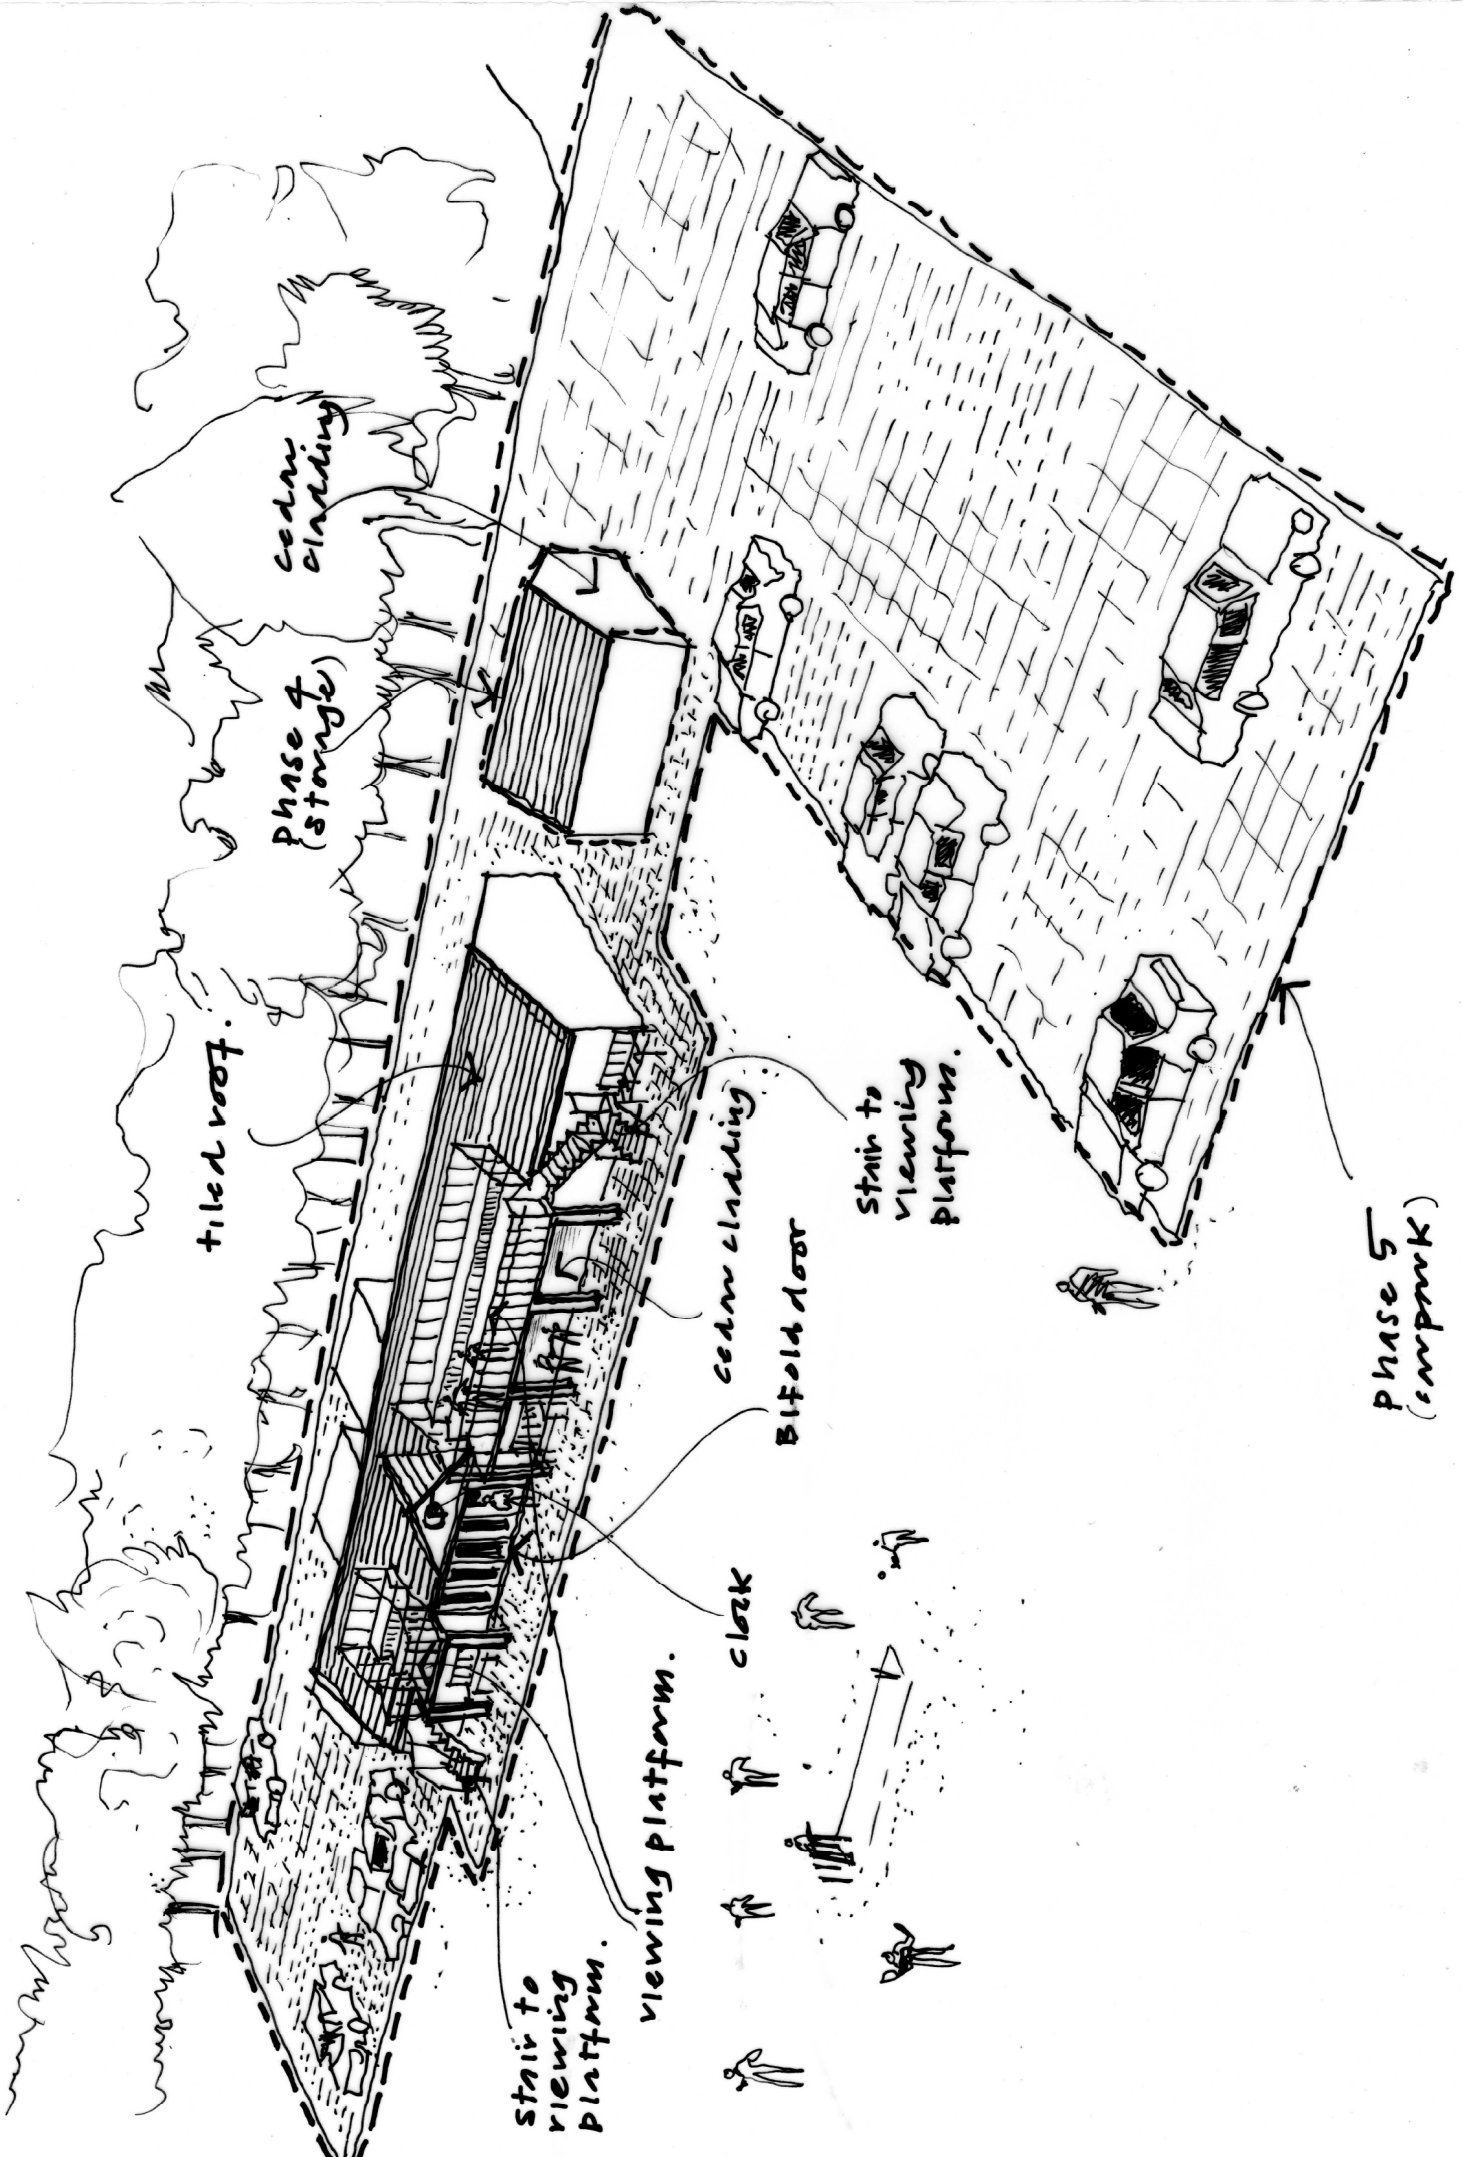 cedar
cladding
phase 4
(storage)
tiled roof.
stair to
viewing
platform.
cedar cladding
Bifold door
clock
viewing platform.
stair to
viewing
platform.
phase 5
(carpark)